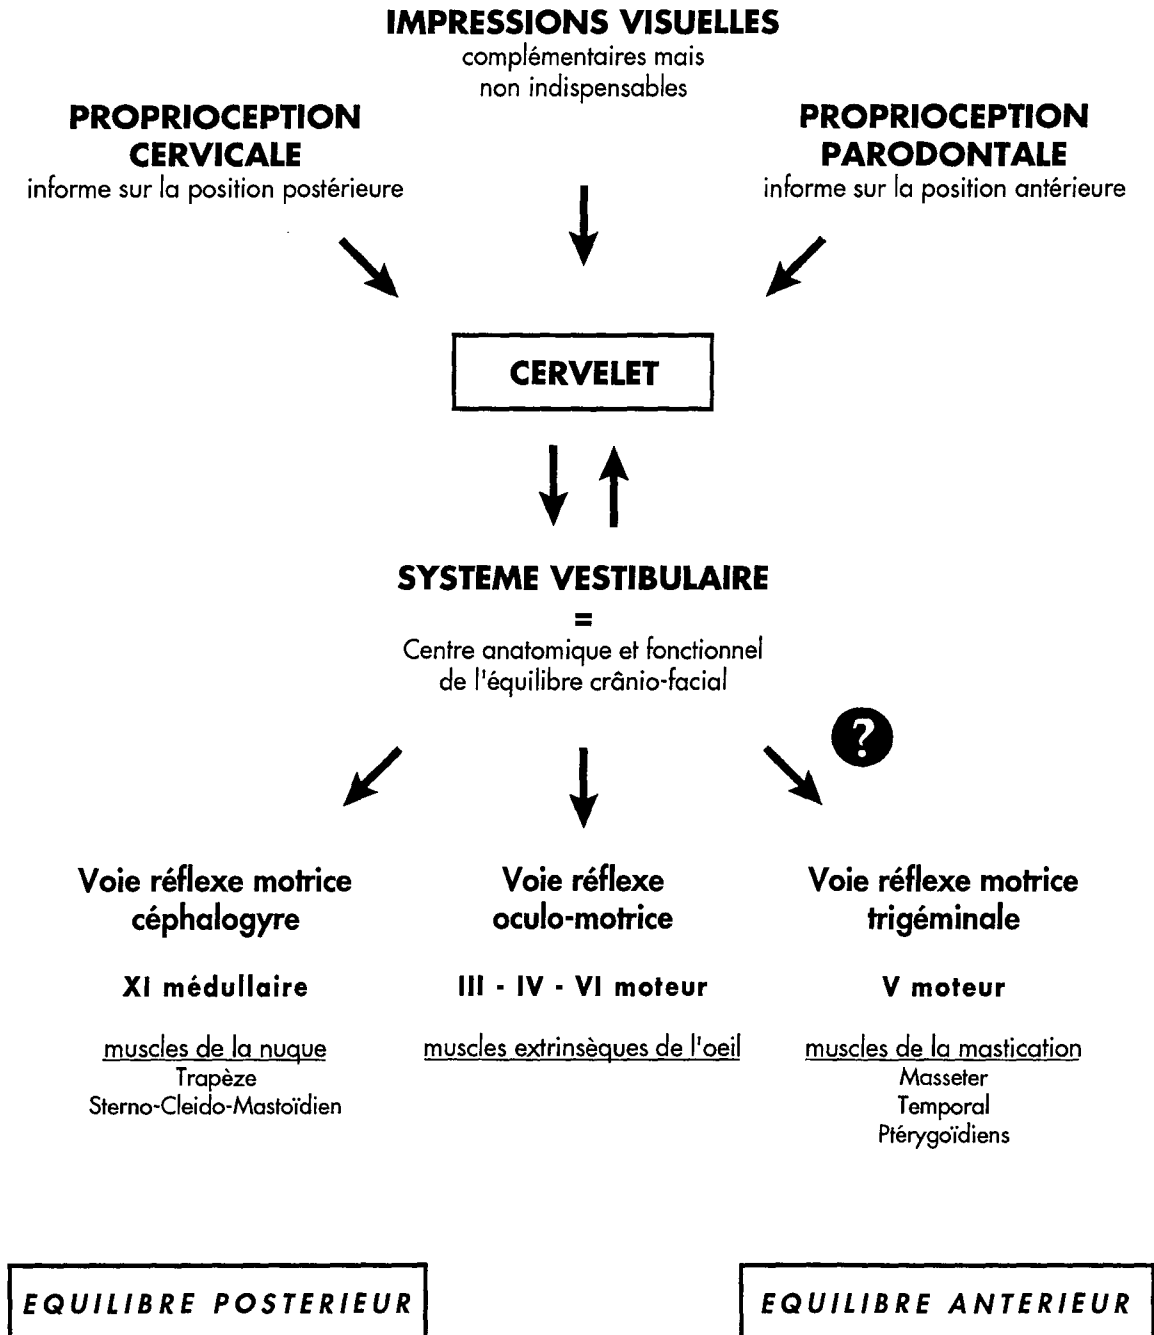 IMPRESSIONS VISUELLES
complémentaires mais
non indispensables
PROPRIOCEPTION
CERVICALE
informe sur la position postérieure
PROPRIOCEPTION
PARODONTALE
informe sur la position antérieure
CERVELET
SYSTEME VESTIBULAIRE
=
Centre anatomique et fonctionnel
de l'équilibre crânio-facial
?
Voie réflexe motrice
céphalogyre
XI médullaire
muscles de la nuque
Trapèze
Sterno-Cleido-Mastoïdien
Voie réflexe
oculo-motrice
III - IV - VI moteur
muscles extrinsèques de l'oeil
Voie réflexe motrice
trigéminale
V moteur
muscles de la mastication
Masseter
Temporal
Ptérygoïdiens
EQUILIBRE POSTERIEUR
EQUILIBRE ANTERIEUR